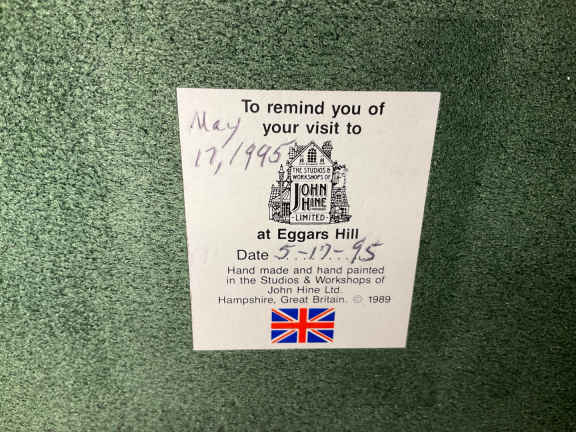 To remind you of
your visit to
May
17, 1995
THE STUDIOS &
WORKSHOPS OF
JOHN
HINE
LIMITED
at Eggars Hill
Date 5-17-95
Hand made and hand painted
in the Studios & Workshops of
John Hine Ltd.
Hampshire, Great Britain. © 1989